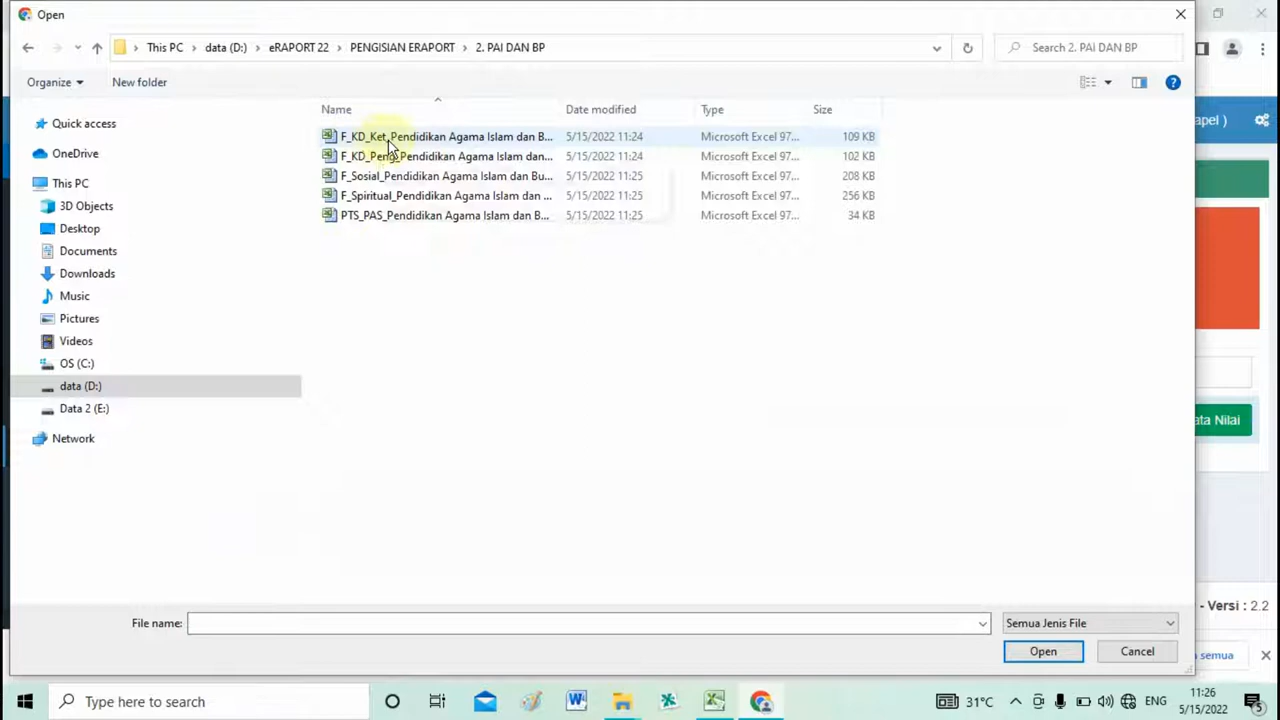 Open
This PC > data (D:) > eRAPORT 22 > PENGISIAN ERAPORT > 2. PAI DAN BP
Search 2. PAI DAN BP
Organize
New folder
Name Date modified Type Size
Quick access
OneDrive
This PC
3D Objects
Desktop
Documents
Downloads
Music
Pictures
Videos
OS (C:)
data (D:)
Data 2 (E:)
Network
F_KD_Ket_Pendidikan Agama Islam dan B... 5/15/2022 11:24 Microsoft Excel 97... 109 KB
F_KD_Peng_Pendidikan Agama Islam dan... 5/15/2022 11:24 Microsoft Excel 97... 102 KB
F_Sosial_Pendidikan Agama Islam dan Bu... 5/15/2022 11:25 Microsoft Excel 97... 208 KB
F_Spiritual_Pendidikan Agama Islam dan ... 5/15/2022 11:25 Microsoft Excel 97... 256 KB
PTS_PAS_Pendidikan Agama Islam dan B... 5/15/2022 11:25 Microsoft Excel 97... 34 KB
apel )
ata Nilai
- Versi : 2.2
File name:
Semua Jenis File
Open Cancel
a semua
Type here to search
31°C
ENG
11:26
5/15/2022
5